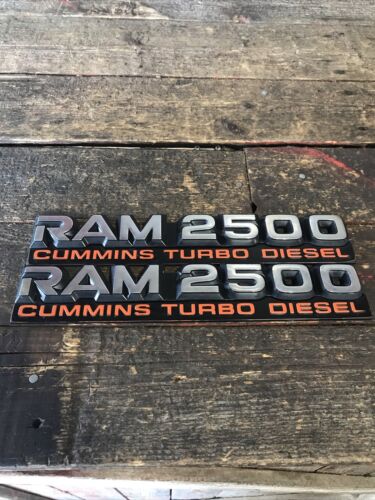 RAM 2500
CUMMINS TURBO DIESEL
RAM 2500
CUMMINS TURBO DIESEL